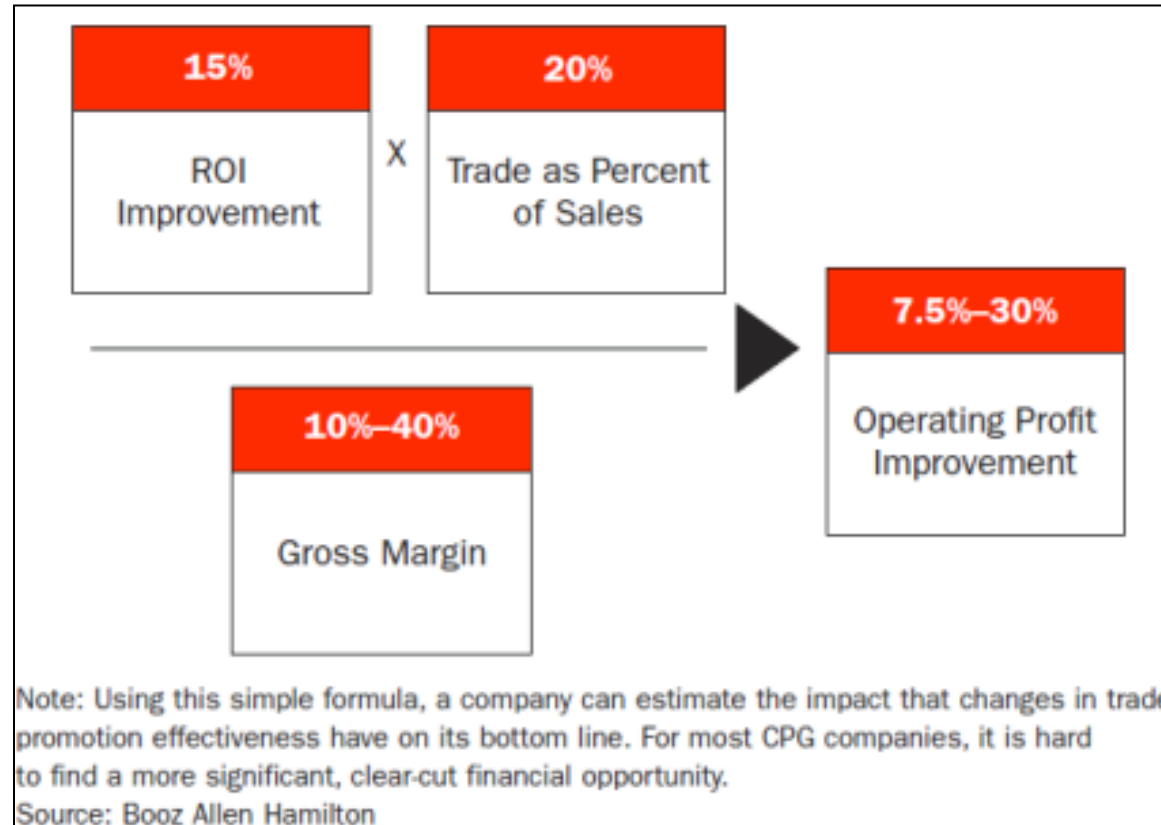 15%
ROI
Improvement
X
20%
Trade as Percent
of Sales
10%–40%
Gross Margin
7.5%–30%
Operating Profit
Improvement
Note: Using this simple formula, a company can estimate the impact that changes in trade
promotion effectiveness have on its bottom line. For most CPG companies, it is hard
to find a more significant, clear-cut financial opportunity.
Source: Booz Allen Hamilton